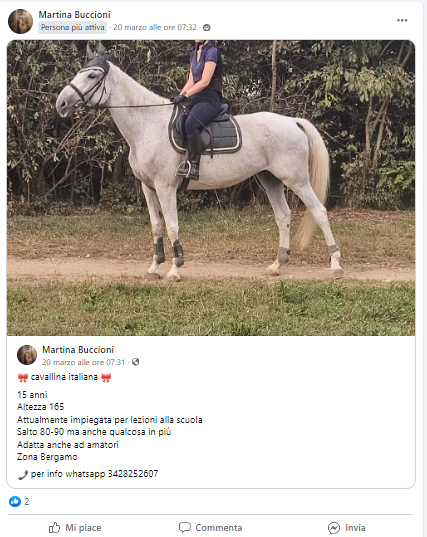 Martina Buccioni
Persona più attiva · 20 marzo alle ore 07:32 ·
Martina Buccioni
20 marzo alle ore 07:31 ·
🎀 cavallina italiana 🎀
15 anni
Altezza 165
Attualmente impiegata per lezioni alla scuola
Salto 80-90 ma anche qualcosa in più
Adatta anche ad amatori
Zona Bergamo
📞 per info whatsapp 3428252607
2
Mi piace
Commenta
Invia